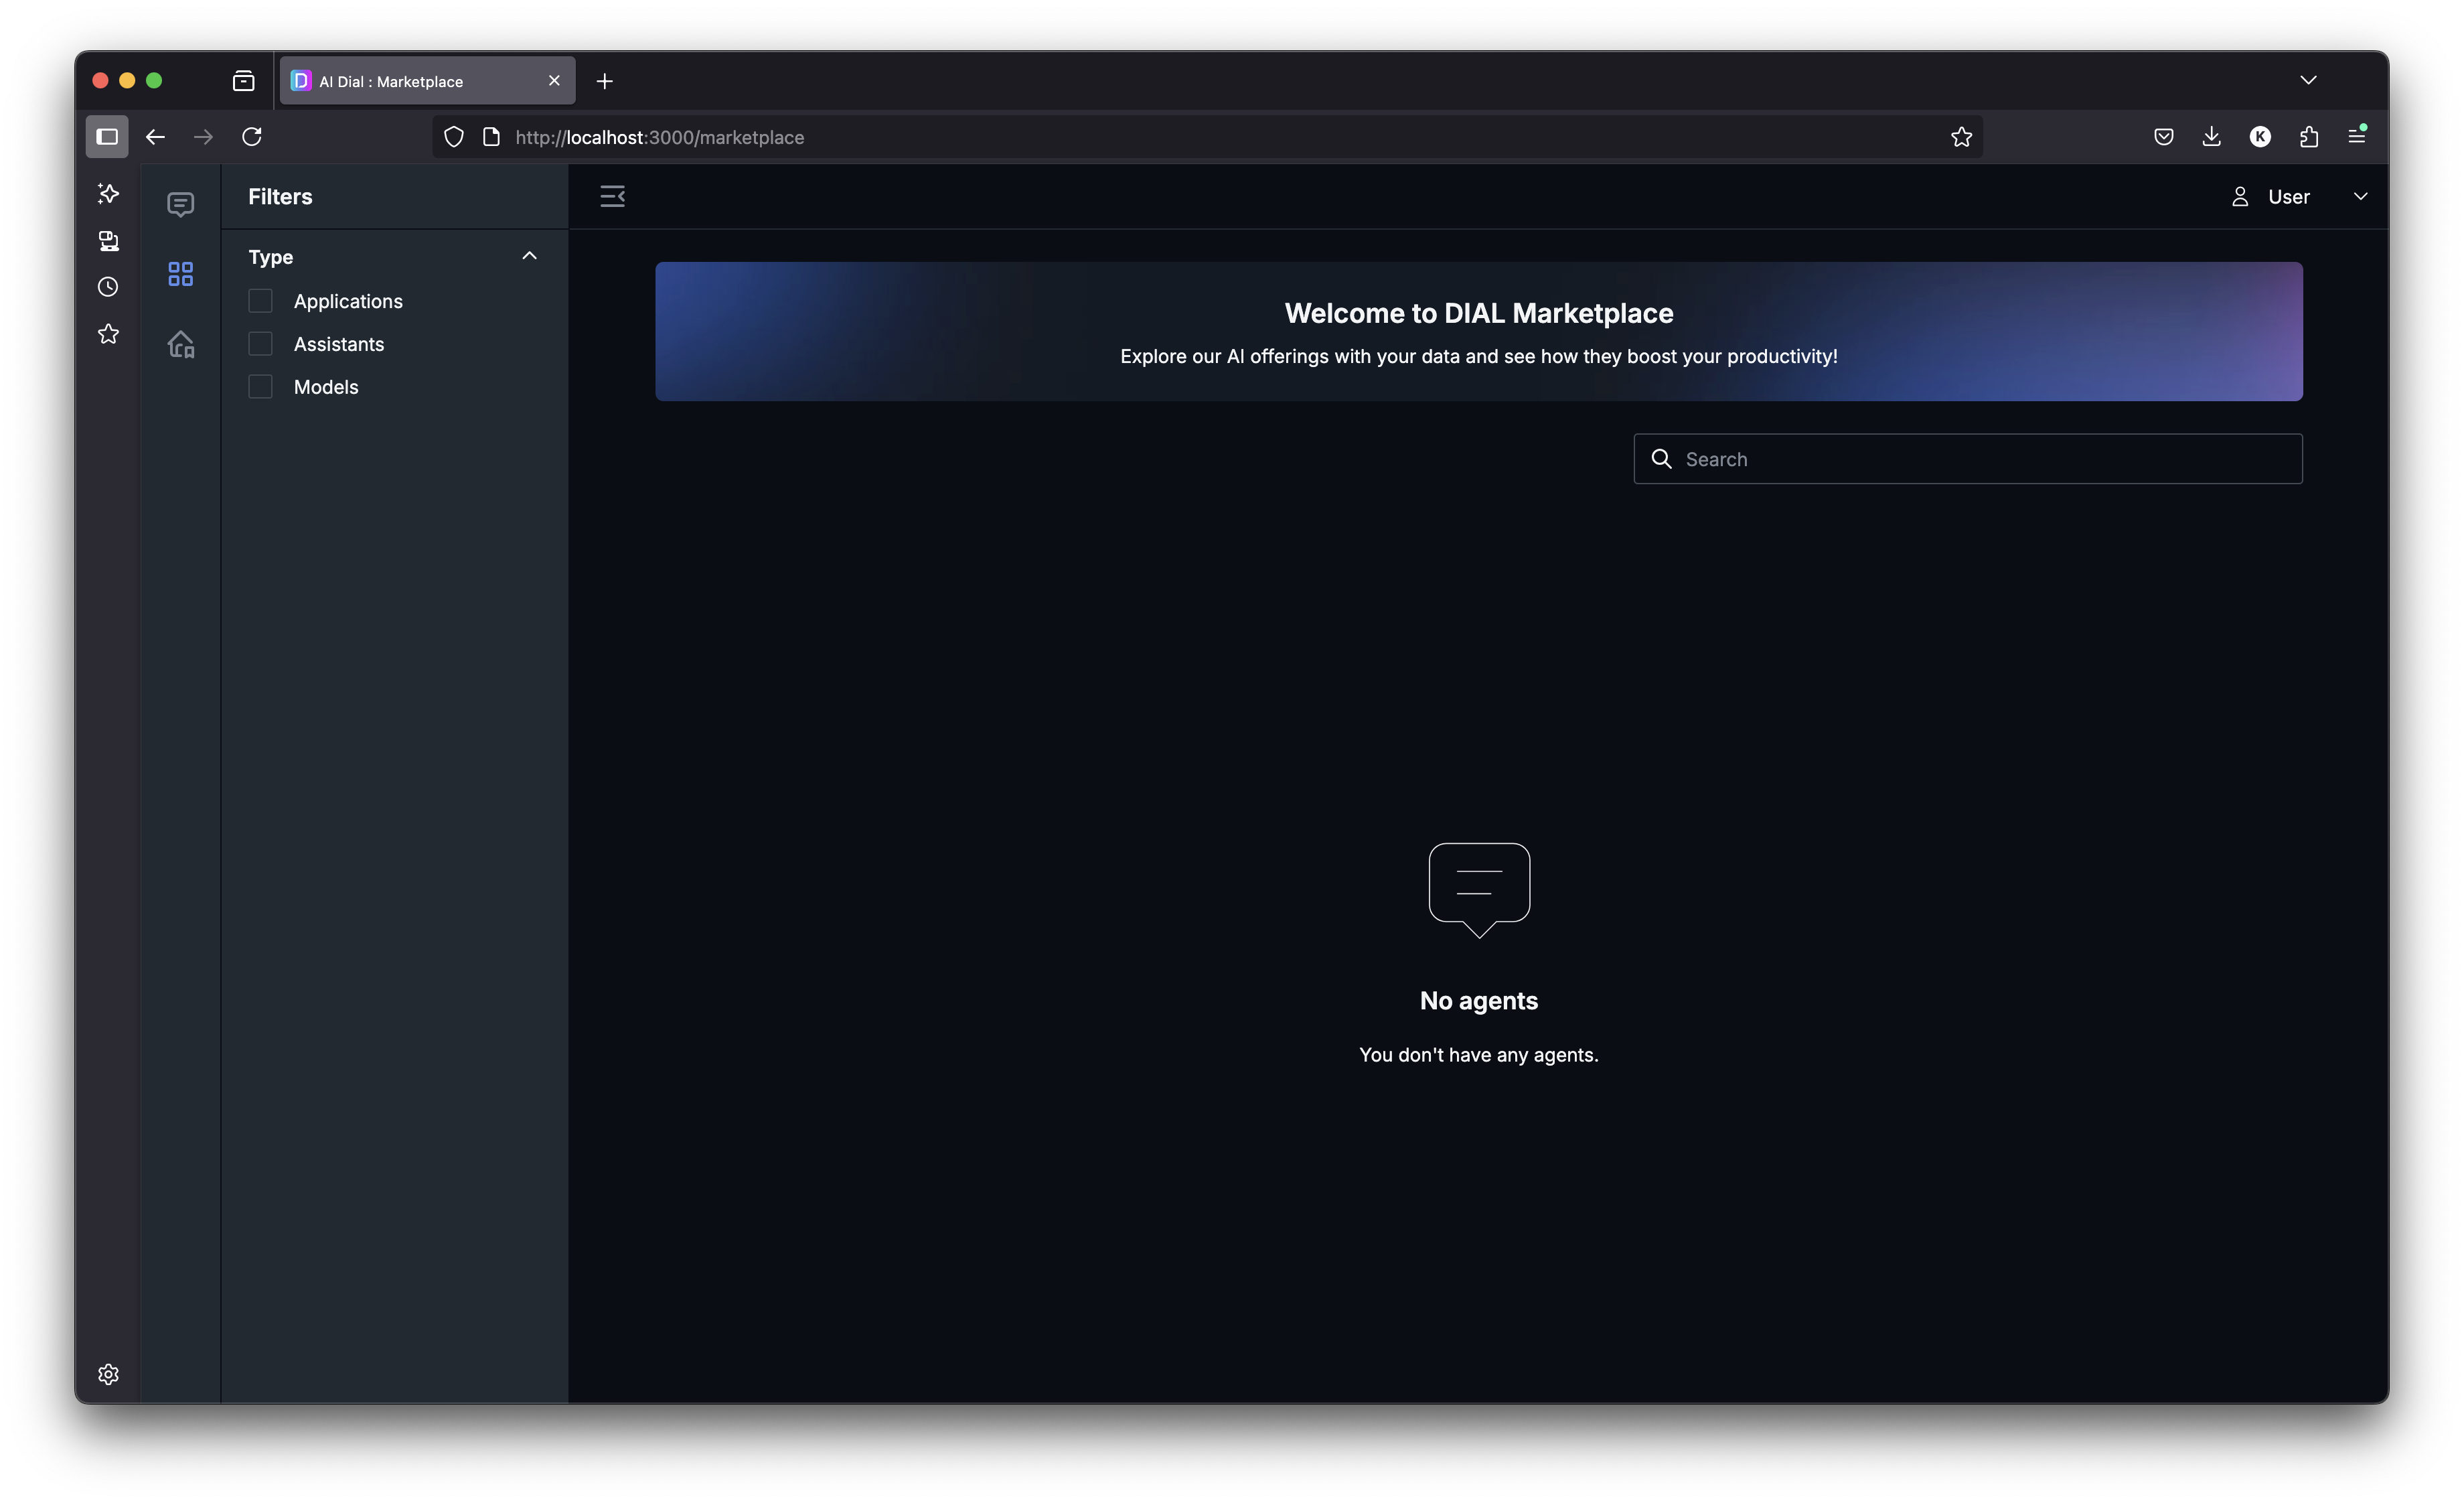 AI Dial : Marketplace
http://localhost:3000/marketplace
K
Filters
User
Type
Applications
Assistants
Models
Welcome to DIAL Marketplace
Explore our AI offerings with your data and see how they boost your productivity!
Search
No agents
You don't have any agents.